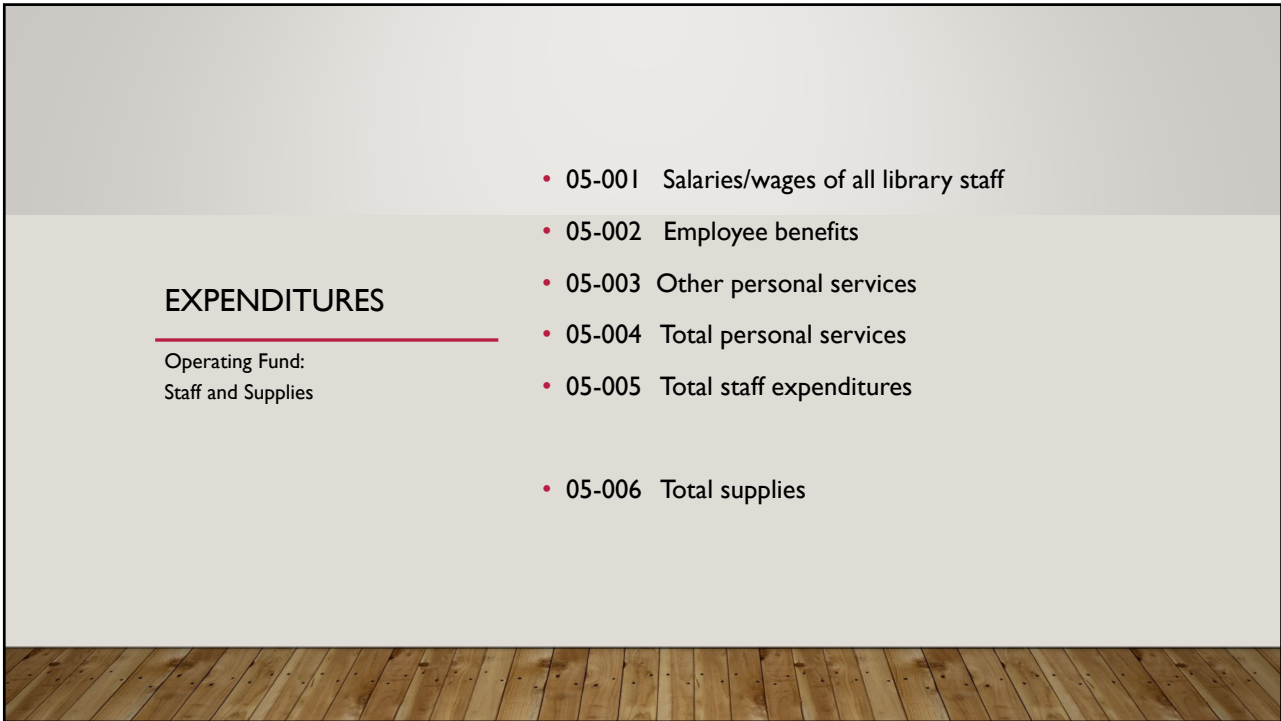 EXPENDITURES
Operating Fund:
Staff and Supplies
• 05-001 Salaries/wages of all library staff
• 05-002 Employee benefits
• 05-003 Other personal services
• 05-004 Total personal services
• 05-005 Total staff expenditures
• 05-006 Total supplies